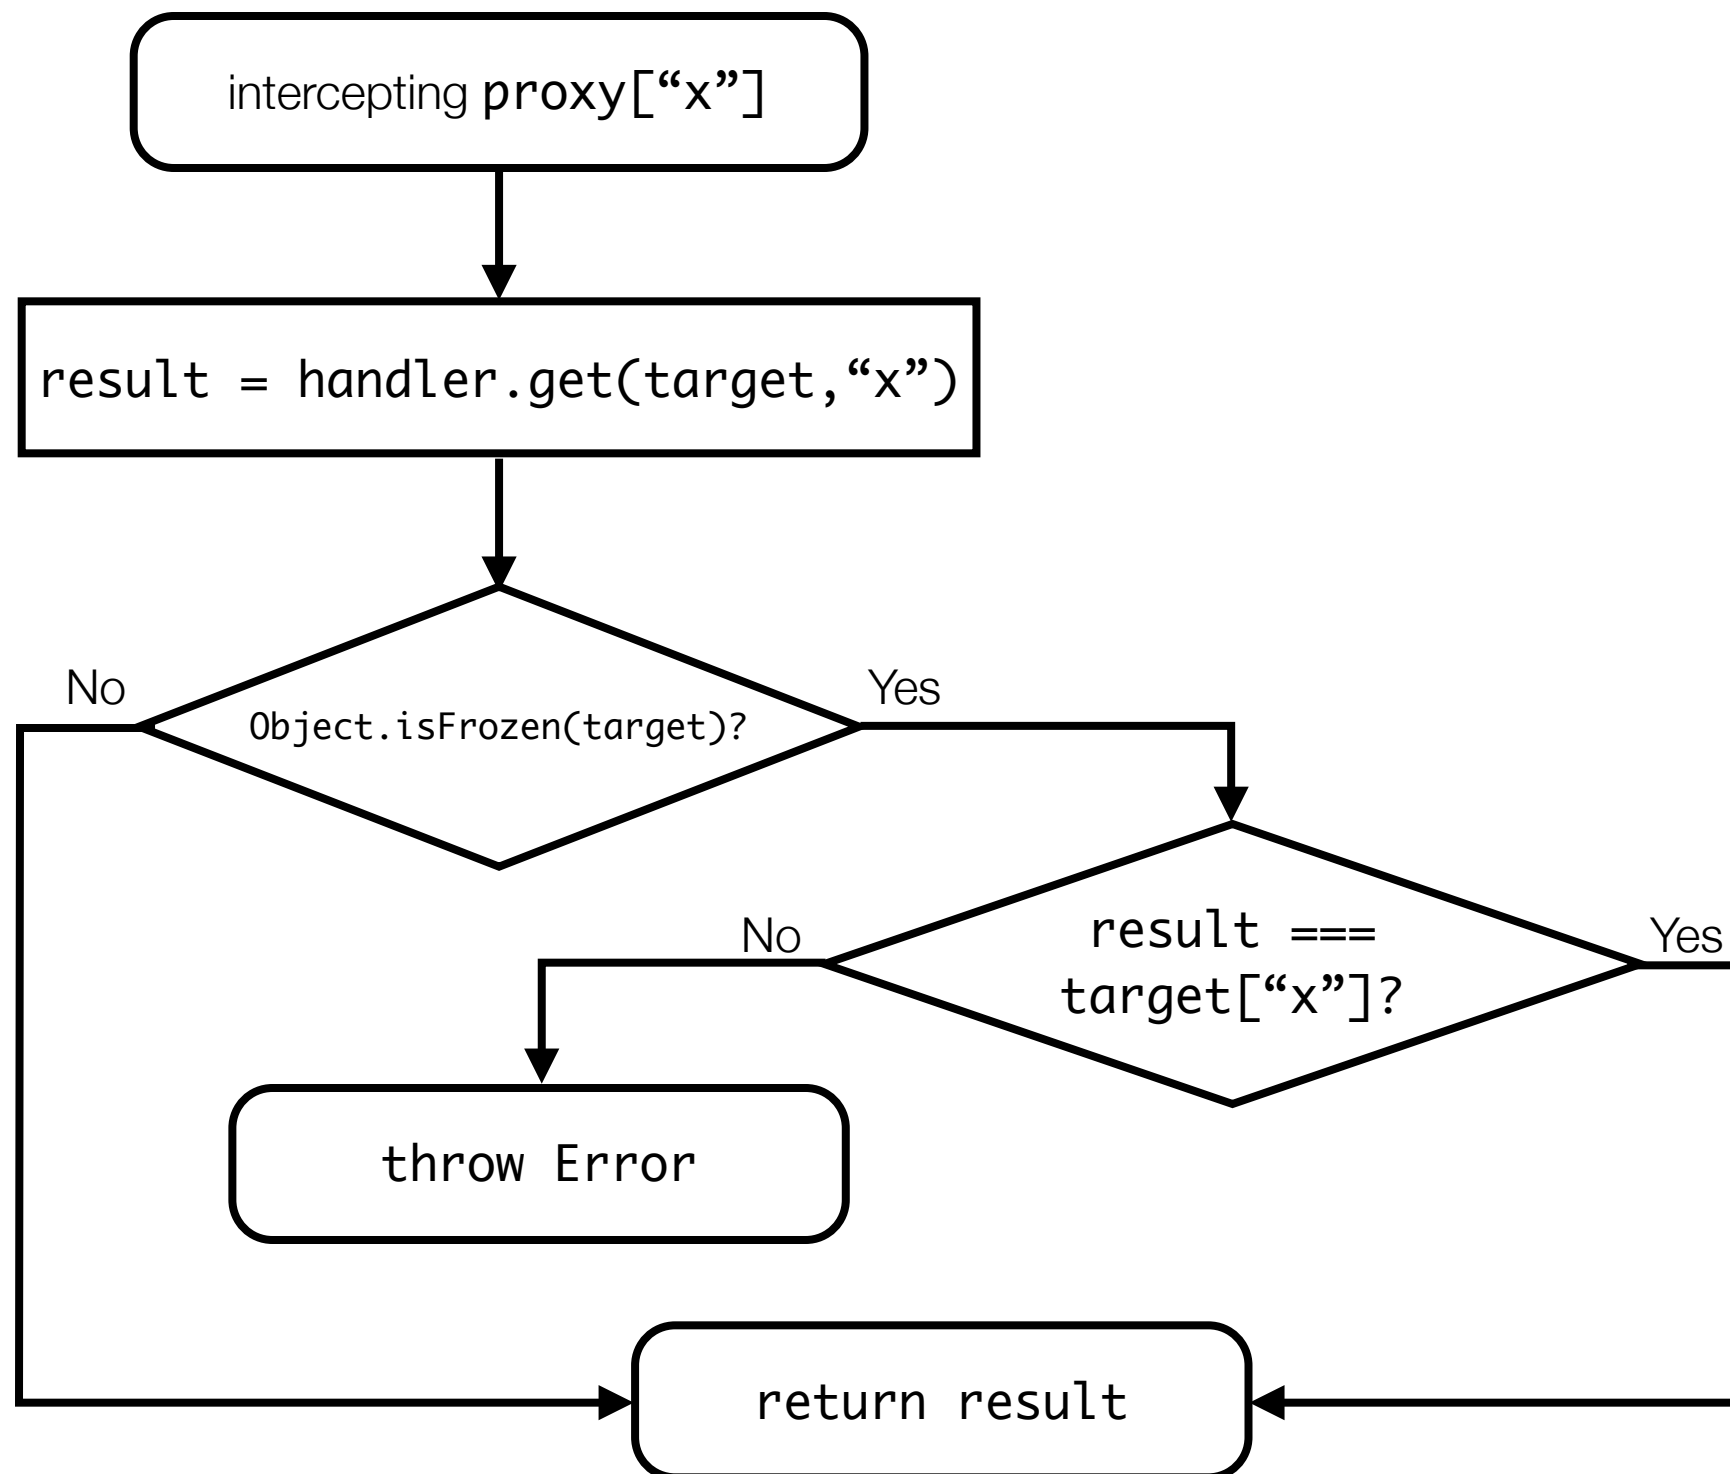 intercepting proxy[“x”]
result = handler.get(target,“x”)
No
Yes
Object.isFrozen(target)?
No
result ===
target[“x”]?
Yes
throw Error
return result